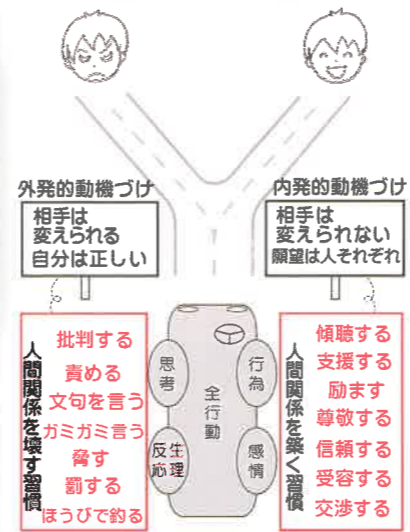 外発的動機づけ
相手は
変えられる
自分は正しい
内発的動機づけ
相手は
変えられない
願望は人それぞれ
人間関係を壊す習慣
批判する
責める
文句を言う
ガミガミ言う
脅す
罰する
ほうびで釣る
思考
行為
全行動
生理
反応
感情
人間関係を築く習慣
傾聴する
支援する
励ます
尊敬する
信頼する
受容する
交渉する